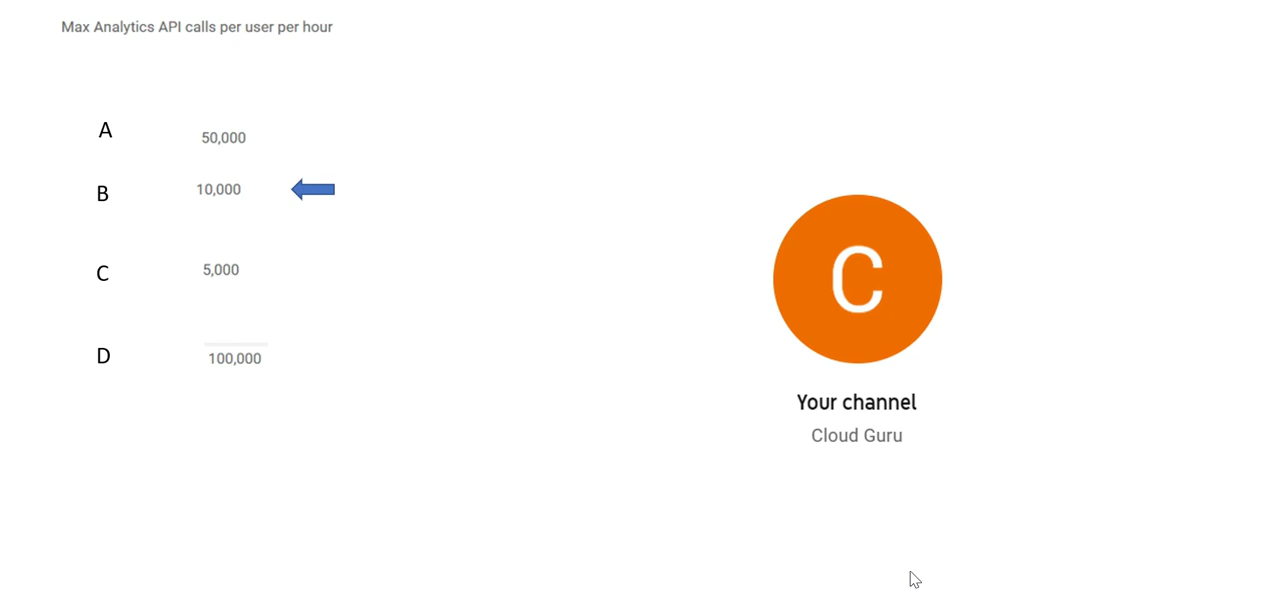 Max Analytics API calls per user per hour
A 50,000
B 10,000
C 5,000
D 100,000
C
Your channel
Cloud Guru